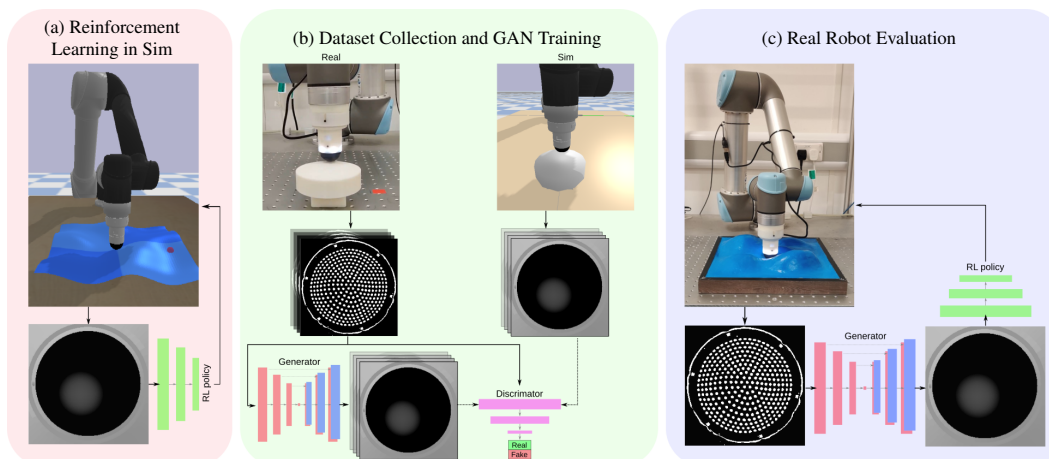 (a) Reinforcement
Learning in Sim
RL policy
(b) Dataset Collection and GAN Training
Real
Sim
Generator
Discrimator
Real
Fake
(c) Real Robot Evaluation
RL policy
Generator